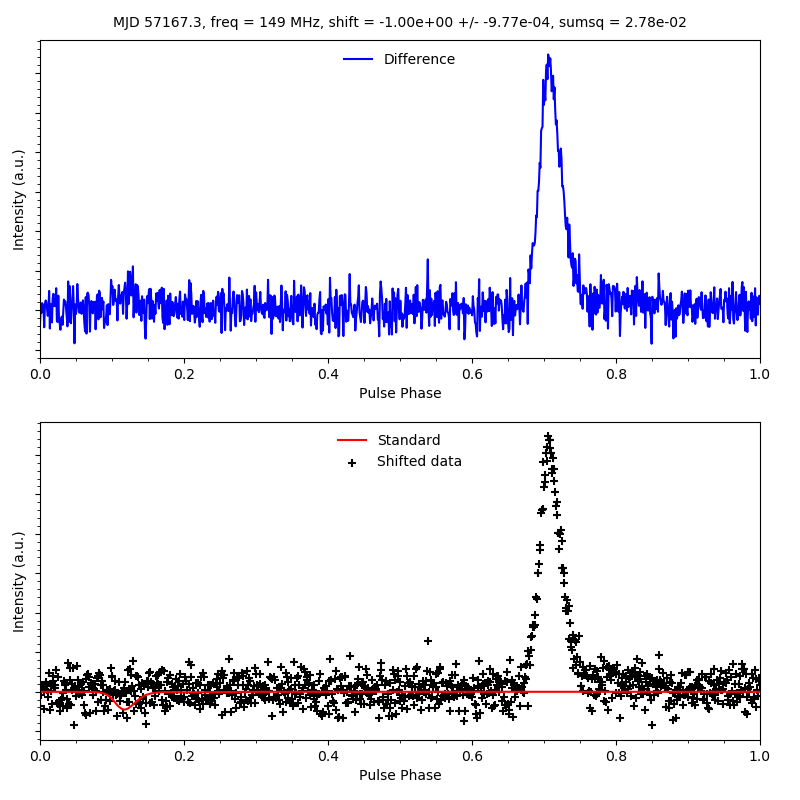 MJD 57167.3, freq = 149 MHz, shift = -1.00e+00 +/- -9.77e-04, sumsq = 2.78e-02
Difference
Intensity (a.u.)
0.0 0.2 0.4 0.6 0.8 1.0
Pulse Phase
Standard
Shifted data
Intensity (a.u.)
0.0 0.2 0.4 0.6 0.8 1.0
Pulse Phase